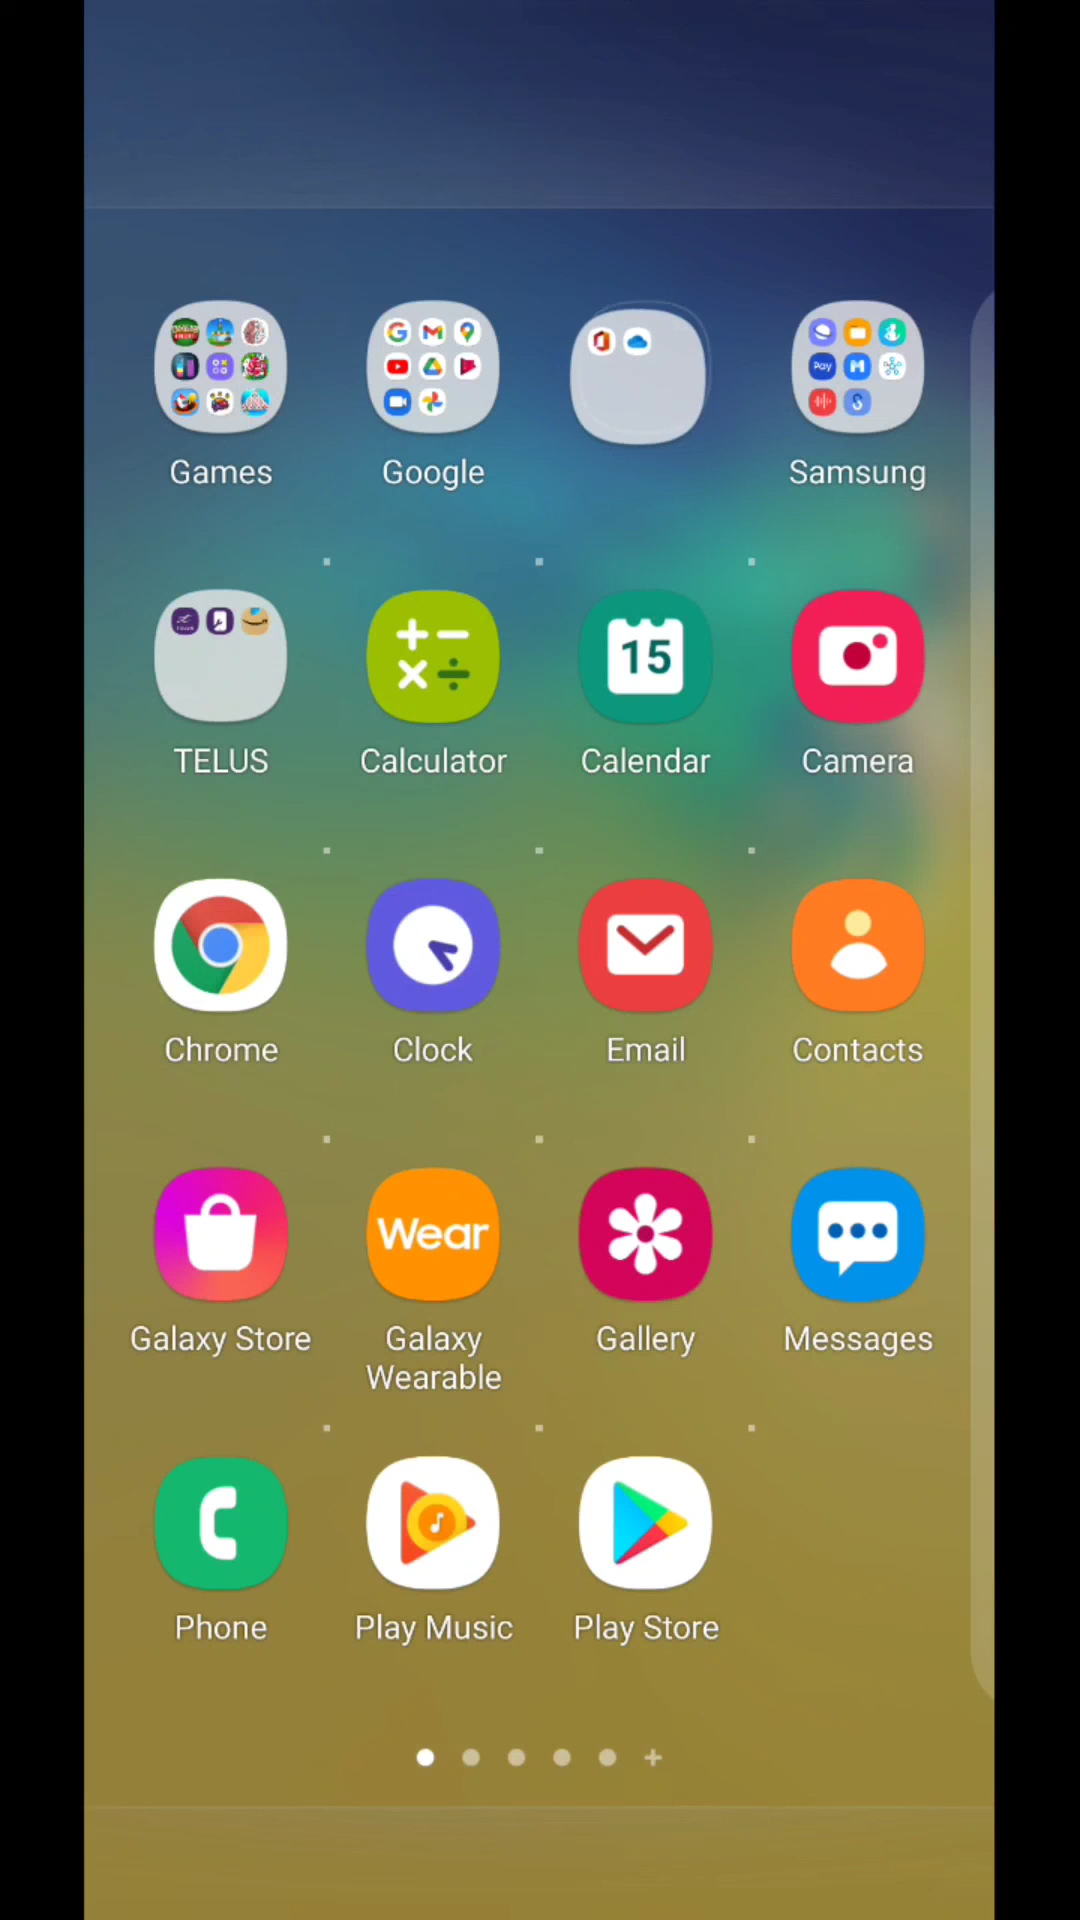 Games
Google
Pay
Samsung
TELUS
Calculator
15
Calendar
Camera
Chrome
Clock
Email
Contacts
Galaxy Store
Wear
Galaxy
Wearable
Gallery
Messages
Phone
Play Music
Play Store